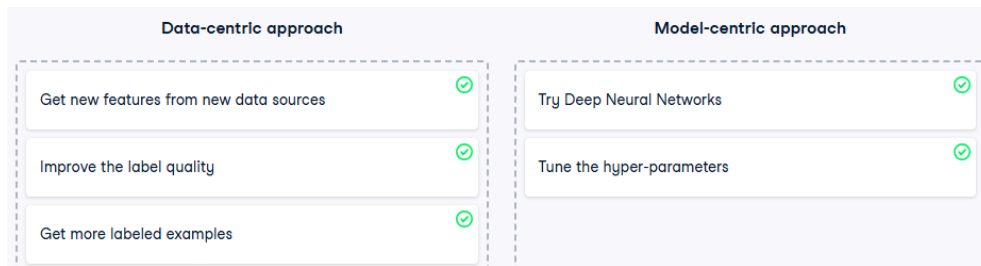 Data-centric approach
Model-centric approach
Get new features from new data sources
Try Deep Neural Networks
Improve the label quality
Tune the hyper-parameters
Get more labeled examples